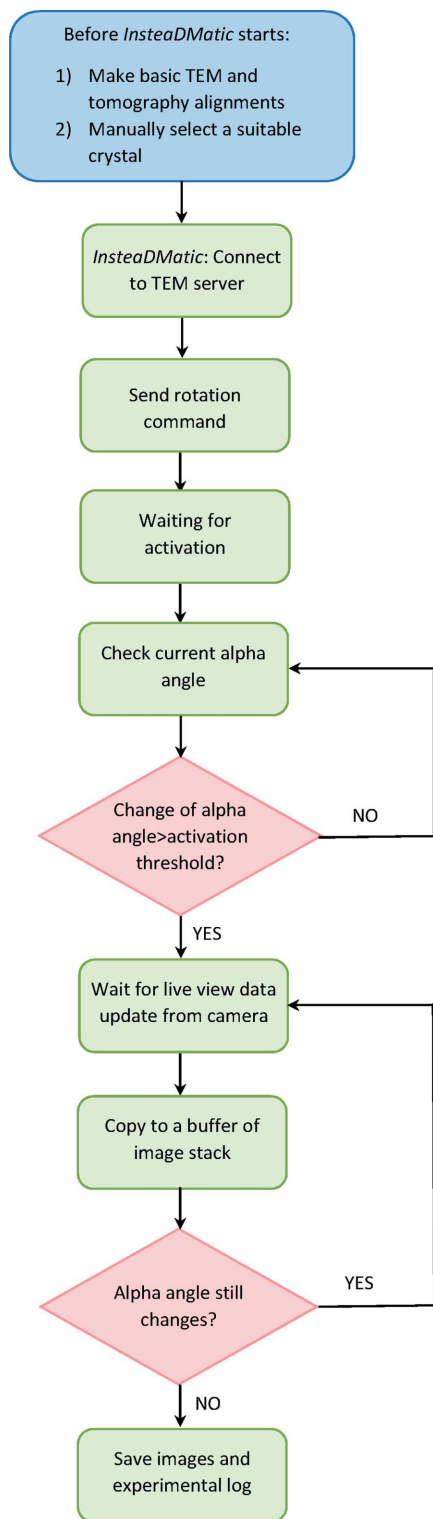 Before InsteaDMatic starts:
1) Make basic TEM and
tomography alignments
2) Manually select a suitable
crystal
InsteaDMatic: Connect
to TEM server
Send rotation
command
Waiting for
activation
Check current alpha
angle
Change of alpha
angle>activation
threshold?
NO
YES
Wait for live view data
update from camera
Copy to a buffer of
image stack
Alpha angle still
changes?
YES
NO
Save images and
experimental log